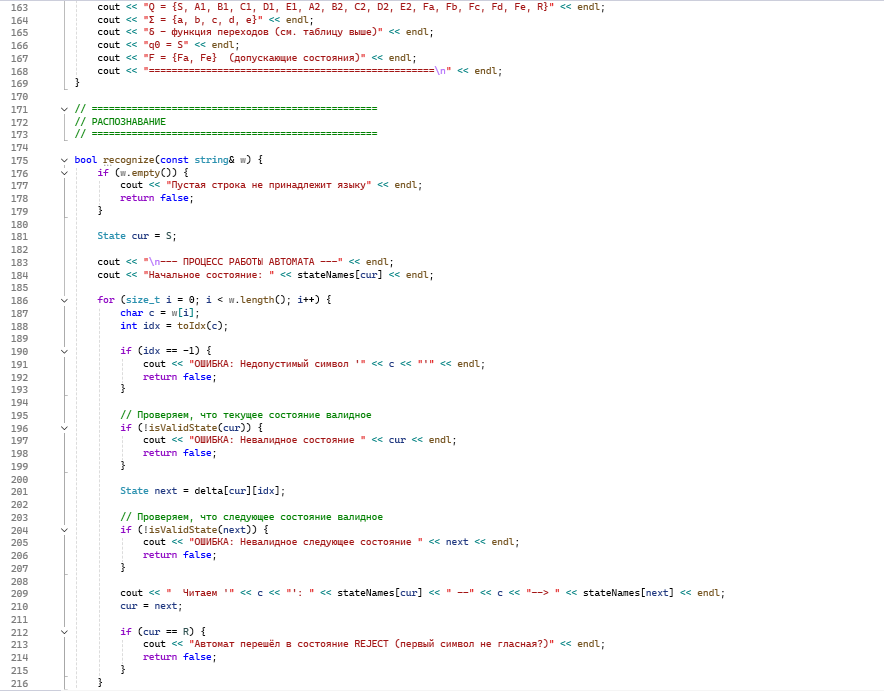 163 cout << "Q = {S, A1, B1, C1, D1, E1, A2, B2, C2, D2, E2, Fa, Fb, Fc, Fd, Fe, R}" << endl;
164 cout << "Σ = {a, b, c, d, e}" << endl;
165 cout << "δ - функция переходов (см. таблицу выше)" << endl;
166 cout << "q0 = S" << endl;
167 cout << "F = {Fa, Fe}  (допускающие состояния)" << endl;
168 cout << "==================================================\n" << endl;
169 }
170
171 // ==================================================
172 // РАСПОЗНАВАНИЕ
173 // ==================================================
174
175 bool recognize(const string& w) {
176 if (w.empty()) {
177 cout << "Пустая строка не принадлежит языку" << endl;
178 return false;
179 }
180
181 State cur = S;
182
183 cout << "\n--- ПРОЦЕСС РАБОТЫ АВТОМАТА ---" << endl;
184 cout << "Начальное состояние: " << stateNames[cur] << endl;
185
186 for (size_t i = 0; i < w.length(); i++) {
187 char c = w[i];
188 int idx = toIdx(c);
189
190 if (idx == -1) {
191 cout << "ОШИБКА: Недопустимый символ '" << c << "'" << endl;
192 return false;
193 }
194
195 // Проверяем, что текущее состояние валидное
196 if (!isValidState(cur)) {
197 cout << "ОШИБКА: Невалидное состояние " << cur << endl;
198 return false;
199 }
200
201 State next = delta[cur][idx];
202
203 // Проверяем, что следующее состояние валидное
204 if (!isValidState(next)) {
205 cout << "ОШИБКА: Невалидное следующее состояние " << next << endl;
206 return false;
207 }
208
209 cout << "  Читаем '" << c << "': " << stateNames[cur] << " --" << c << "--> " << stateNames[next] << endl;
210 cur = next;
211
212 if (cur == R) {
213 cout << "Автомат перешёл в состояние REJECT (первый символ не гласная?)" << endl;
214 return false;
215 }
216 }